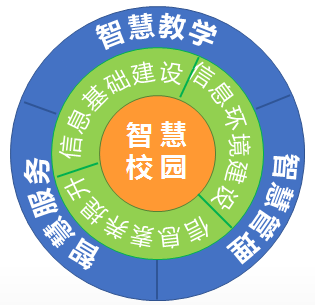 智慧教学
智慧管理
智慧服务
信息基础建设
信息环境建设
信息素养提升
智慧
校园